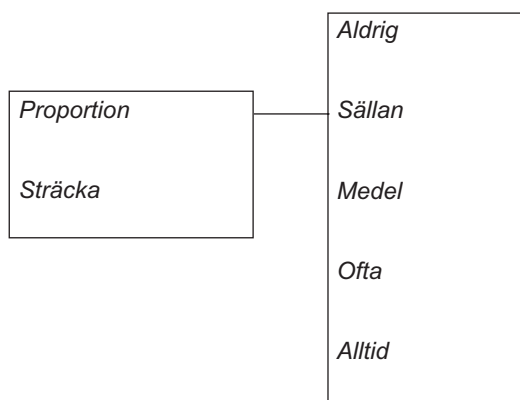 Proportion
Sträcka
Aldrig
Sällan
Medel
Ofta
Alltid